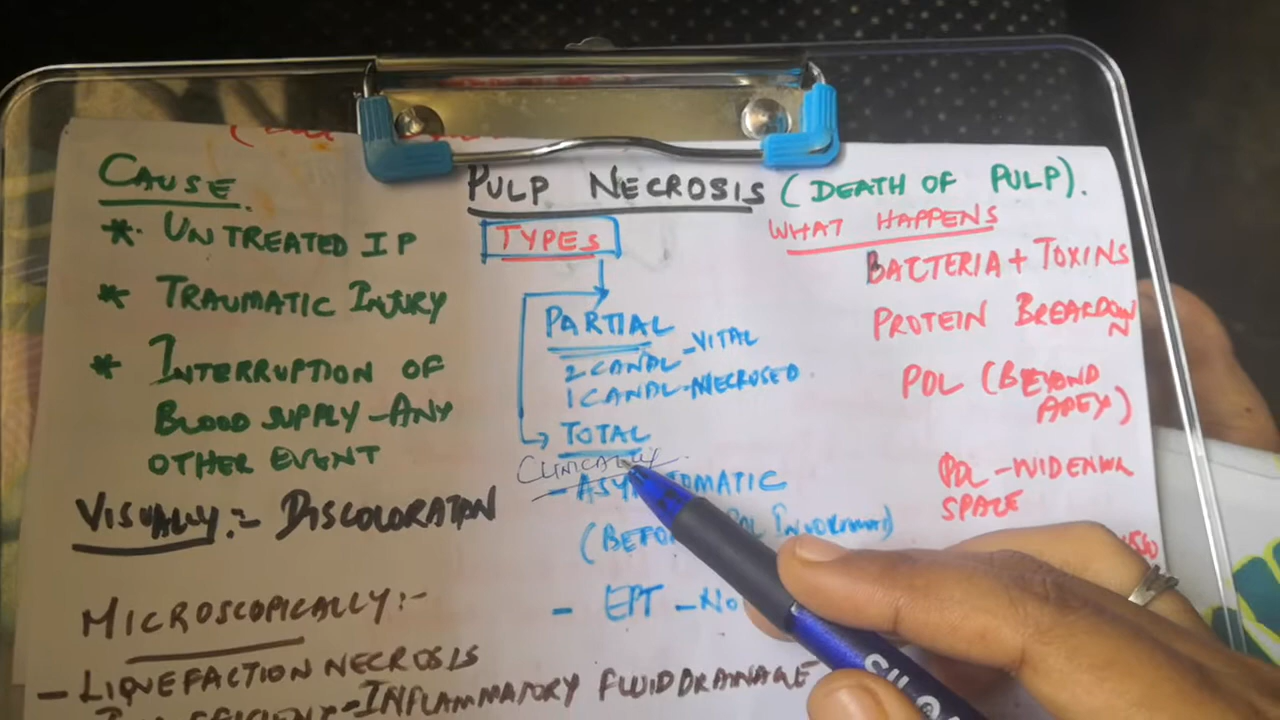 CAUSE
* UNTREATED IP
* TRAUMATIC INJURY
* INTERRUPTION OF
BLOOD SUPPLY - ANY
OTHER EVENT
VISUALLY:- DISCOLORATION
MICROSCOPICALLY:-
- LIQUEFACTION NECROSIS
- INFLAMMATORY FLUID DRAINAGE
PULP NECROSIS (DEATH OF PULP).
TYPES
PARTIAL
2 CANAL - VITAL
1 CANAL - NECROSED
TOTAL
CLINICALLY
-
(
- EPT - No
WHAT HAPPENS
BACTERIA + TOXINS
PROTEIN BREAKDOWN
PDL (BEYOND
APEX)
PDL - WIDENING
SPACE